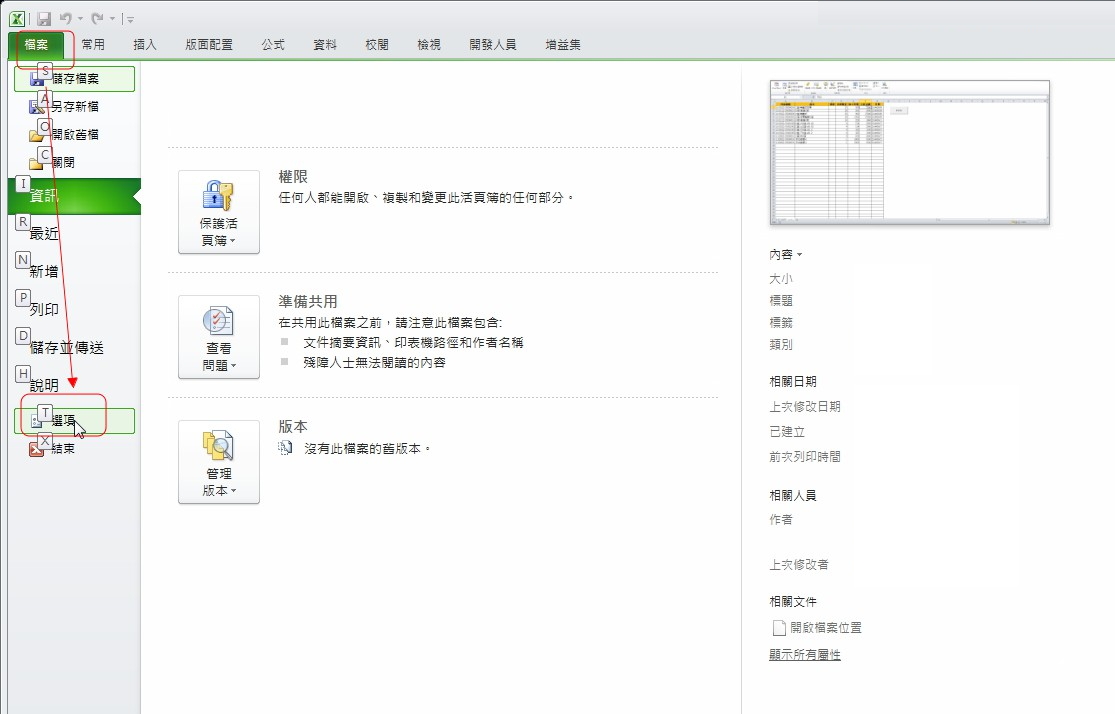 檔案
常用
插入
版面配置
公式
資料
校閱
檢視
開發人員
增益集
S
儲存檔案
A
另存新檔
O
開啟舊檔
C
關閉
I
資訊
R
最近
N
新增
P
列印
D
儲存並傳送
H
說明
T
選項
X
結束
保護活
頁簿
權限
任何人都能開啟、複製和變更此活頁簿的任何部分。
查看
問題
準備共用
在共用此檔案之前，請注意此檔案包含:
文件摘要資訊、印表機路徑和作者名稱
殘障人士無法閱讀的內容
管理
版本
版本
沒有此檔案的舊版本。
內容
大小
標題
標籤
類別
相關日期
上次修改日期
已建立
前次列印時間
相關人員
作者
上次修改者
相關文件
開啟檔案位置
顯示所有屬性